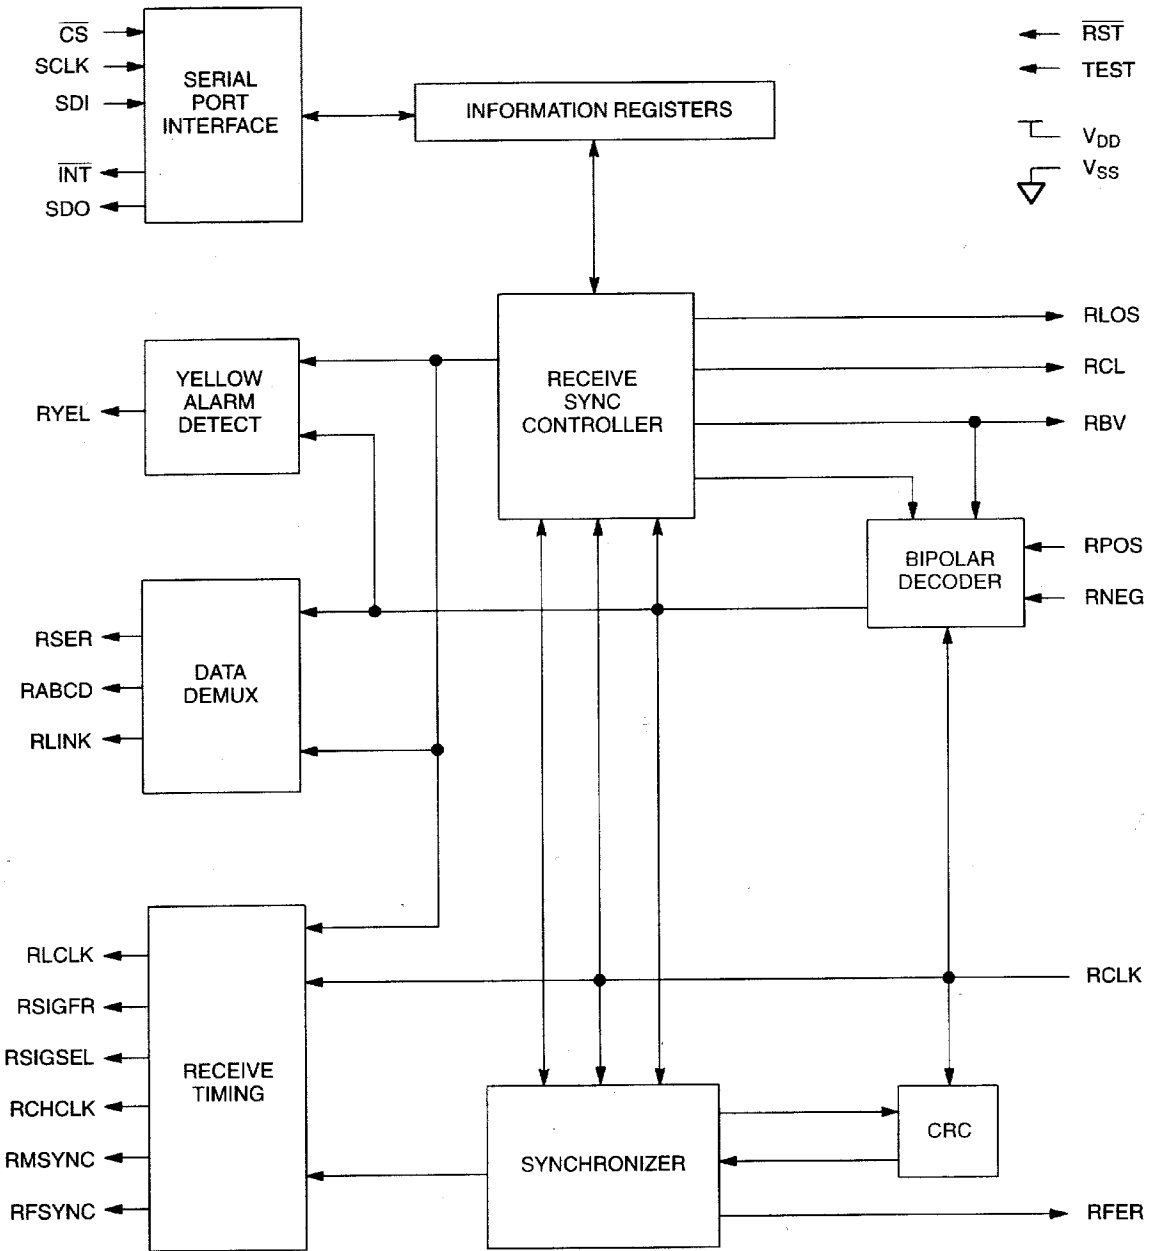 CS
SCLK
SDI
INT
SDO
SERIAL
PORT
INTERFACE
INFORMATION REGISTERS
RST
TEST
VDD
VSS
RYEL
YELLOW
ALARM
DETECT
RECEIVE
SYNC
CONTROLLER
RLOS
RCL
RBV
BIPOLAR
DECODER
RPOS
RNEG
RSER
RABCD
RLINK
DATA
DEMUX
RLCLK
RSIGFR
RSIGSEL
RCHCLK
RMSYNC
RFSYNC
RECEIVE
TIMING
SYNCHRONIZER
CRC
RCLK
RFER